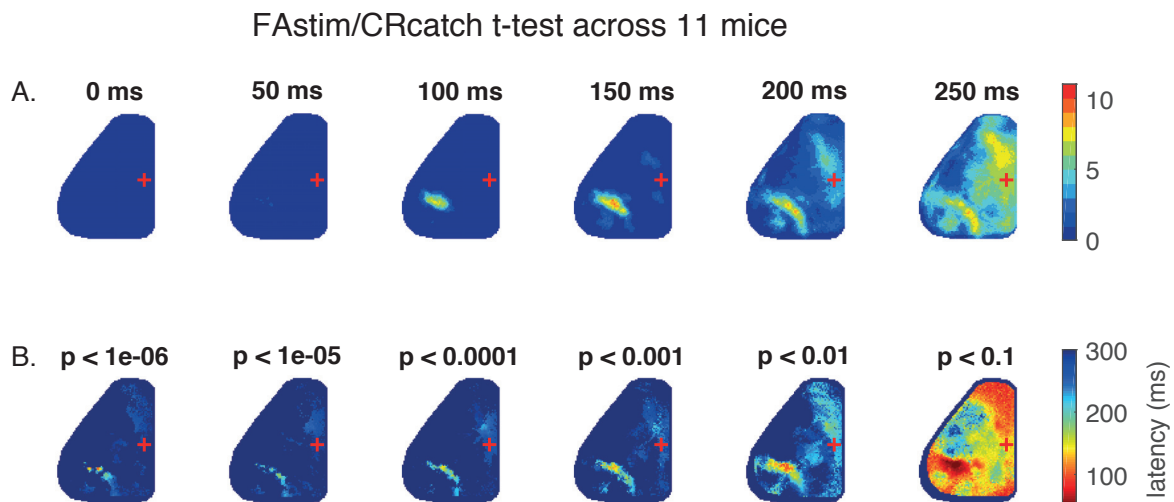 FAstim/CRcatch t-test across 11 mice
A. 0 ms 50 ms 100 ms 150 ms 200 ms 250 ms
10
5
0
B. p < 1e-06 p < 1e-05 p < 0.0001 p < 0.001 p < 0.01 p < 0.1
300
200
100
latency (ms)